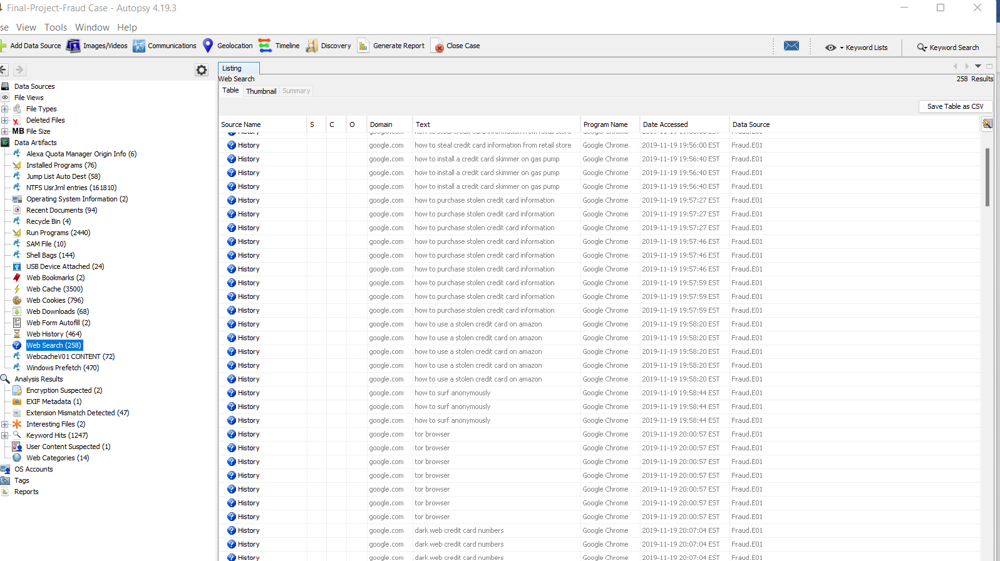 Final-Project-Fraud Case - Autopsy 4.19.3
se View Tools Window Help
Add Data Source Images/Videos Communications Geolocation Timeline Discovery Generate Report Close Case Keyword Lists Keyword Search
Data Sources
File Views
File Types
Deleted Files
MB File Size
Data Artifacts
Alexa Quota Manager Origin Info (6)
Installed Programs (76)
Jump List Auto Dest (58)
NTFS UsrJrnl entries (161810)
Operating System Information (2)
Recent Documents (94)
Recycle Bin (4)
Run Programs (2440)
SAM File (10)
Shell Bags (144)
USB Device Attached (24)
Web Bookmarks (2)
Web Cache (3500)
Web Cookies (796)
Web Downloads (68)
Web Form Autofill (2)
Web History (464)
Web Search (258)
WebcacheV01 CONTENT (72)
Windows Prefetch (470)
Analysis Results
Encryption Suspected (2)
EXIF Metadata (1)
Extension Mismatch Detected (47)
Interesting Files (2)
Keyword Hits (1247)
User Content Suspected (1)
Web Categories (14)
OS Accounts
Tags
Reports
Listing
Web Search 258 Results
Table Thumbnail Summary
Save Table as CSV
Source Name S C O Domain Text Program Name Date Accessed Data Source
History google.com how to steal credit card information from retail store Google Chrome 2019-11-19 19:56:00 EST Fraud.E01
History google.com how to steal credit card information from retail store Google Chrome 2019-11-19 19:56:00 EST Fraud.E01
History google.com how to install a credit card skimmer on gas pump Google Chrome 2019-11-19 19:56:40 EST Fraud.E01
History google.com how to install a credit card skimmer on gas pump Google Chrome 2019-11-19 19:56:40 EST Fraud.E01
History google.com how to install a credit card skimmer on gas pump Google Chrome 2019-11-19 19:56:40 EST Fraud.E01
History google.com how to purchase stolen credit card information Google Chrome 2019-11-19 19:57:27 EST Fraud.E01
History google.com how to purchase stolen credit card information Google Chrome 2019-11-19 19:57:27 EST Fraud.E01
History google.com how to purchase stolen credit card information Google Chrome 2019-11-19 19:57:27 EST Fraud.E01
History google.com how to purchase stolen credit card information Google Chrome 2019-11-19 19:57:46 EST Fraud.E01
History google.com how to purchase stolen credit card information Google Chrome 2019-11-19 19:57:46 EST Fraud.E01
History google.com how to purchase stolen credit card information Google Chrome 2019-11-19 19:57:46 EST Fraud.E01
History google.com how to purchase stolen credit card information Google Chrome 2019-11-19 19:57:59 EST Fraud.E01
History google.com how to purchase stolen credit card information Google Chrome 2019-11-19 19:57:59 EST Fraud.E01
History google.com how to purchase stolen credit card information Google Chrome 2019-11-19 19:57:59 EST Fraud.E01
History google.com how to use a stolen credit card on amazon Google Chrome 2019-11-19 19:58:20 EST Fraud.E01
History google.com how to use a stolen credit card on amazon Google Chrome 2019-11-19 19:58:20 EST Fraud.E01
History google.com how to use a stolen credit card on amazon Google Chrome 2019-11-19 19:58:20 EST Fraud.E01
History google.com how to use a stolen credit card on amazon Google Chrome 2019-11-19 19:58:20 EST Fraud.E01
History google.com how to use a stolen credit card on amazon Google Chrome 2019-11-19 19:58:20 EST Fraud.E01
History google.com how to surf anonymously Google Chrome 2019-11-19 19:58:44 EST Fraud.E01
History google.com how to surf anonymously Google Chrome 2019-11-19 19:58:44 EST Fraud.E01
History google.com how to surf anonymously Google Chrome 2019-11-19 19:58:44 EST Fraud.E01
History google.com tor browser Google Chrome 2019-11-19 20:00:57 EST Fraud.E01
History google.com tor browser Google Chrome 2019-11-19 20:00:57 EST Fraud.E01
History google.com tor browser Google Chrome 2019-11-19 20:00:57 EST Fraud.E01
History google.com tor browser Google Chrome 2019-11-19 20:00:57 EST Fraud.E01
History google.com tor browser Google Chrome 2019-11-19 20:00:57 EST Fraud.E01
History google.com tor browser Google Chrome 2019-11-19 20:00:57 EST Fraud.E01
History google.com tor browser Google Chrome 2019-11-19 20:00:57 EST Fraud.E01
History google.com dark web credit card numbers Google Chrome 2019-11-19 20:07:04 EST Fraud.E01
History google.com dark web credit card numbers Google Chrome 2019-11-19 20:07:04 EST Fraud.E01
History google.com dark web credit card numbers Google Chrome 2019-11-19 20:07:04 EST Fraud.E01